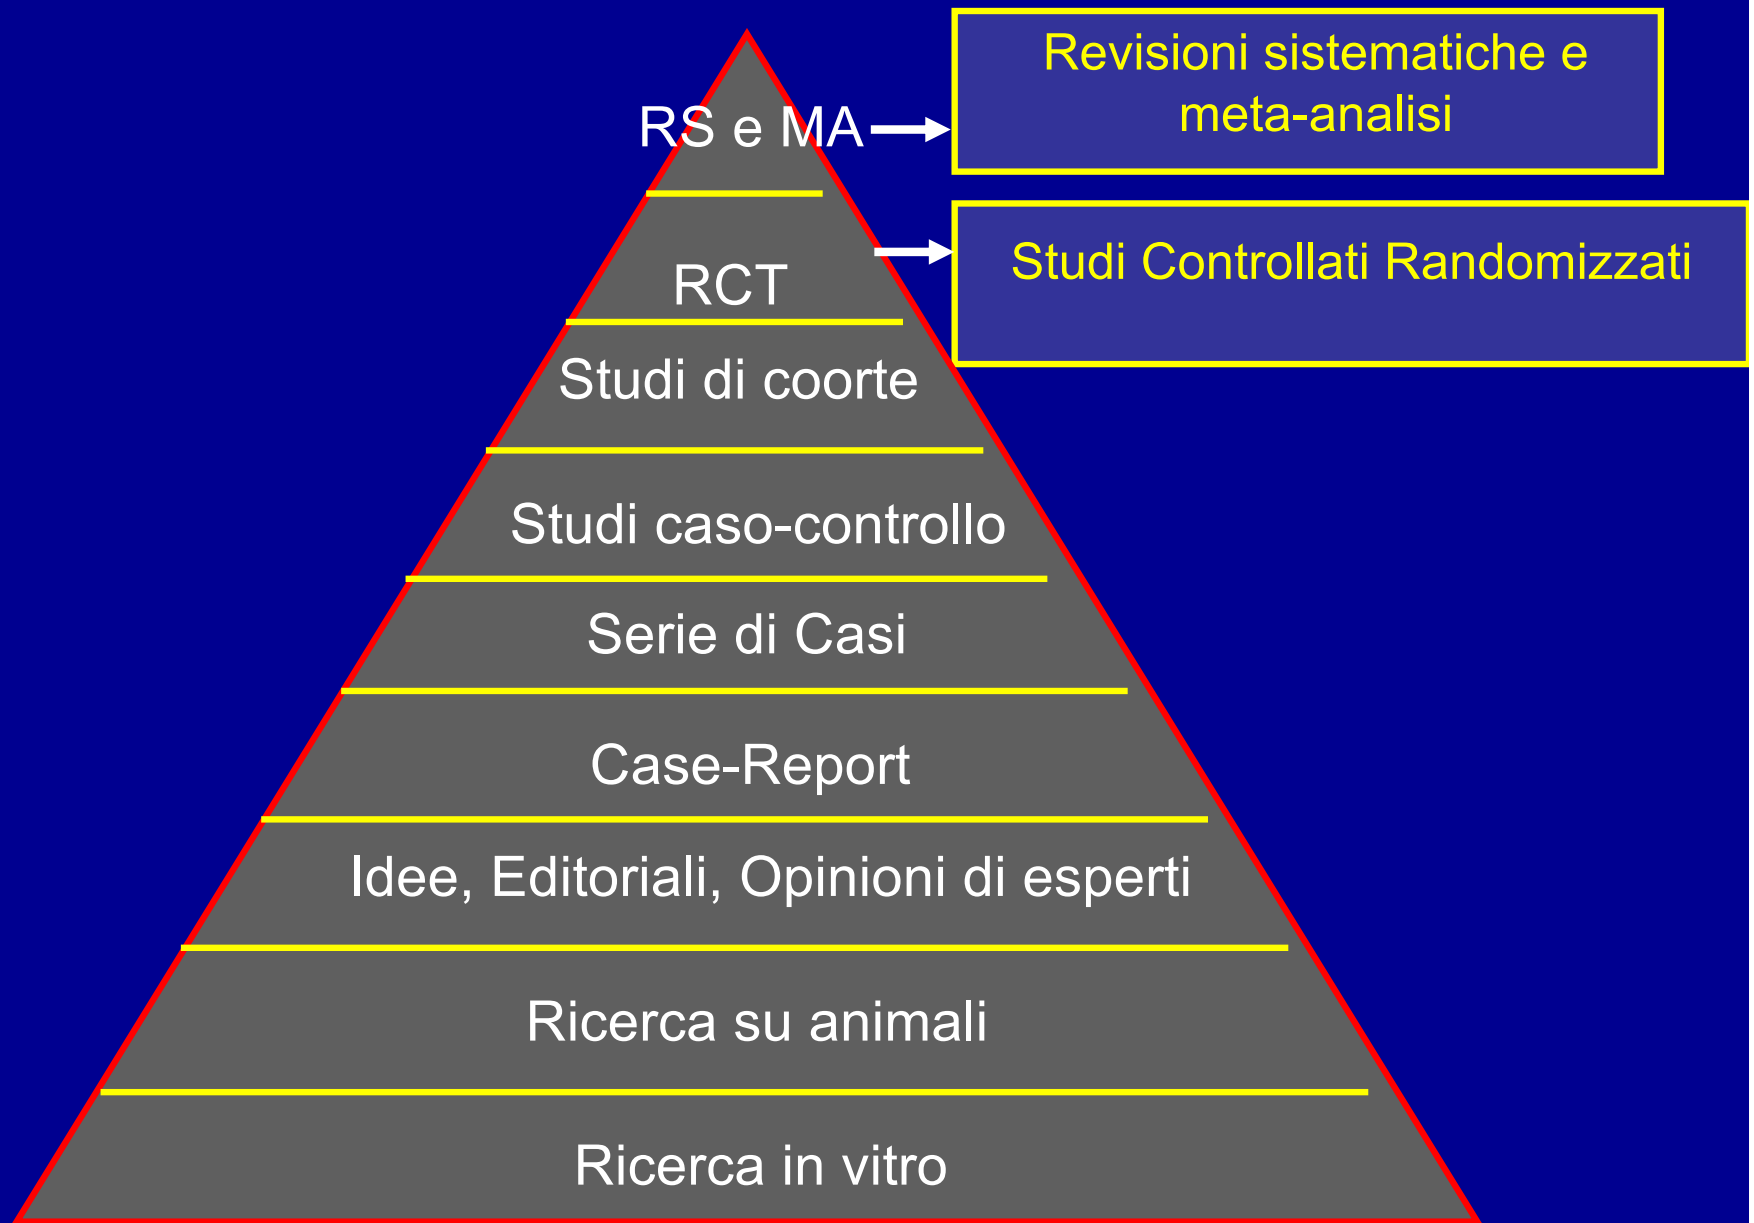 RS e MA
Revisioni sistematiche e
meta-analisi
RCT
Studi Controllati Randomizzati
Studi di coorte
Studi caso-controllo
Serie di Casi
Case-Report
Idee, Editoriali, Opinioni di esperti
Ricerca su animali
Ricerca in vitro